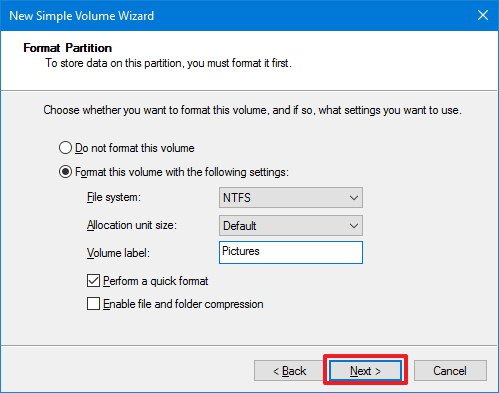 New Simple Volume Wizard
Format Partition
To store data on this partition, you must format it first.
Choose whether you want to format this volume, and if so, what settings you want to use.
Do not format this volume
Format this volume with the following settings:
File system: NTFS
Allocation unit size: Default
Volume label: Pictures
Perform a quick format
Enable file and folder compression
< Back Next > Cancel